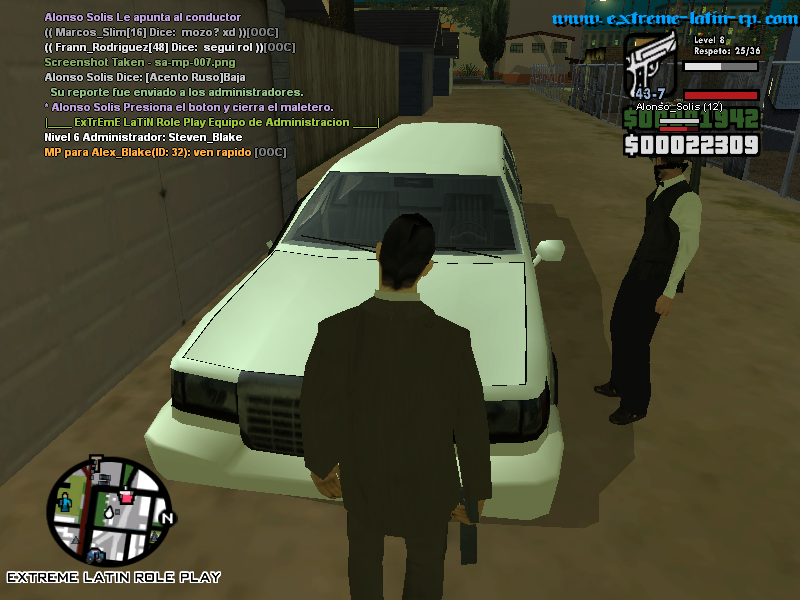 Alonso Solis Le apunta al conductor
(( Marcos_Slim[16] Dice: mozo? xd ))[OOC]
(( Frann_Rodriguez[48] Dice: segui rol ))[OOC]
Screenshot Taken - sa-mp-007.png
Alonso Solis Dice: [Acento Ruso]Baja
Su reporte fue enviado a los administradores.
* Alonso Solis Presiona el boton y cierra el maletero.
|____ExTrEmE LaTiN Role Play Equipo de Administracion ____|
Nivel 6 Administrador: Steven_Blake
MP para Alex_Blake(ID: 32): ven rapido [OOC]
www.extreme-latin-rp.com
Level 8
Respeto: 25/36
43-7
Alonso_Solis (12)
$00022309
N
EXTREME LATIN ROLE PLAY